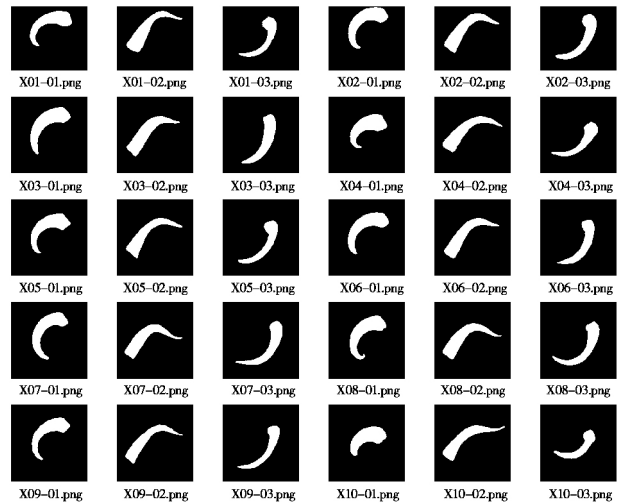 X01−01.png X01−02.png X01−03.png X02−01.png X02−02.png X02−03.png
X03−01.png X03−02.png X03−03.png X04−01.png X04−02.png X04−03.png
X05−01.png X05−02.png X05−03.png X06−01.png X06−02.png X06−03.png
X07−01.png X07−02.png X07−03.png X08−01.png X08−02.png X08−03.png
X09−01.png X09−02.png X09−03.png X10−01.png X10−02.png X10−03.png